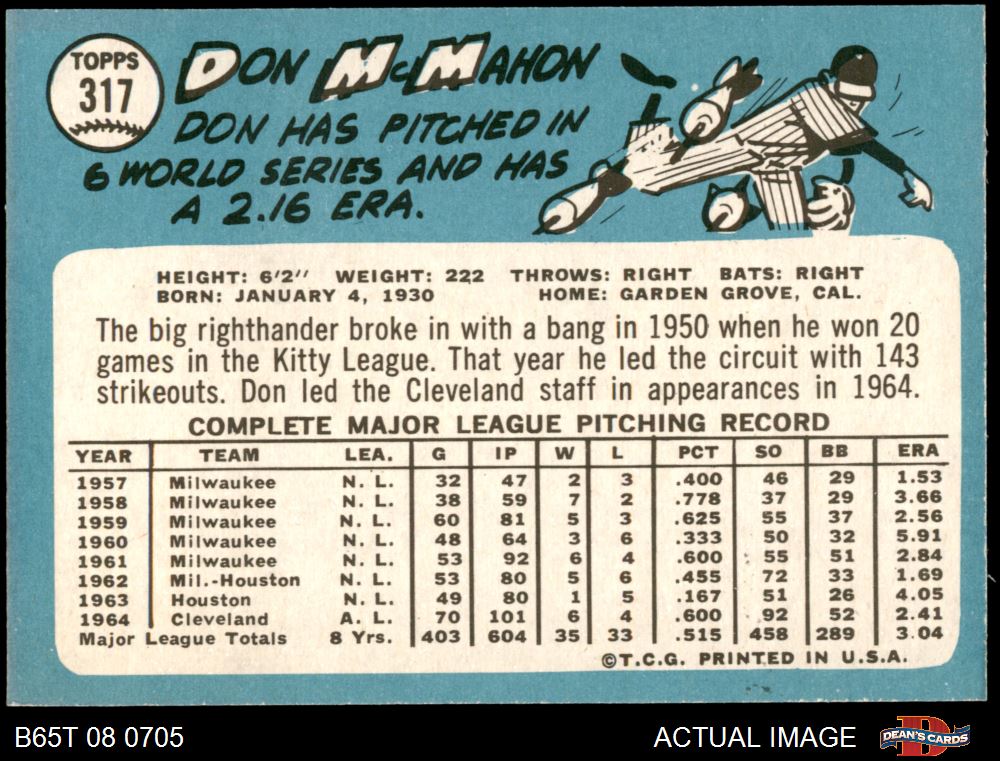 TOPPS
317
DON McMAHON
DON HAS PITCHED IN
6 WORLD SERIES AND HAS
A 2.16 ERA.
HEIGHT: 6'2" WEIGHT: 222 THROWS: RIGHT BATS: RIGHT
BORN: JANUARY 4, 1930 HOME: GARDEN GROVE, CAL.
The big righthander broke in with a bang in 1950 when he won 20
games in the Kitty League. That year he led the circuit with 143
strikeouts. Don led the Cleveland staff in appearances in 1964.
COMPLETE MAJOR LEAGUE PITCHING RECORD
YEAR TEAM LEA. G IP W L PCT SO BB ERA
1957 Milwaukee N. L. 32 47 2 3 .400 46 29 1.53
1958 Milwaukee N. L. 38 59 7 2 .778 37 29 3.66
1959 Milwaukee N. L. 60 81 5 3 .625 55 37 2.56
1960 Milwaukee N. L. 48 64 3 6 .333 50 32 5.91
1961 Milwaukee N. L. 53 92 6 4 .600 55 51 2.84
1962 Mil.-Houston N. L. 53 80 5 6 .455 72 33 1.69
1963 Houston N. L. 49 80 1 5 .167 51 26 4.05
1964 Cleveland A. L. 70 101 6 4 .600 92 52 2.41
Major League Totals 8 Yrs. 403 604 35 33 .515 458 289 3.04
©T.C.G. PRINTED IN U.S.A.
B65T 08 0705 ACTUAL IMAGE DEAN'S CARDS